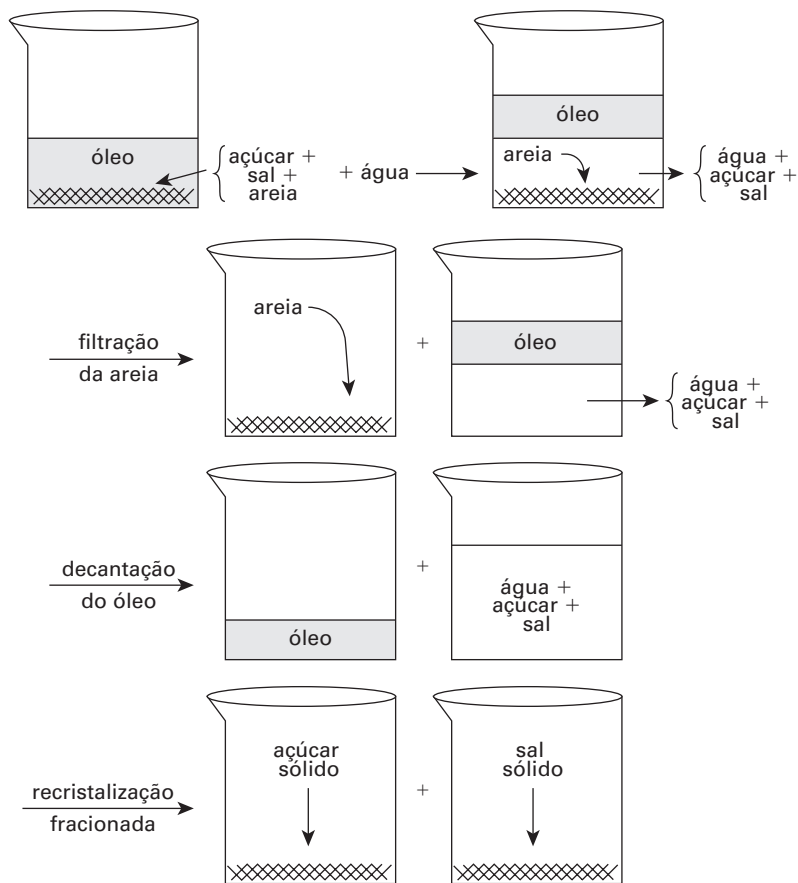 óleo
açúcar +
sal +
areia
+ água
óleo
areia
água +
açúcar +
sal
filtração
da areia
areia
+
óleo
água +
açúcar +
sal
decantação
do óleo
óleo
+
água +
açúcar +
sal
recristalização
fracionada
açúcar
sólido
+
sal
sólido